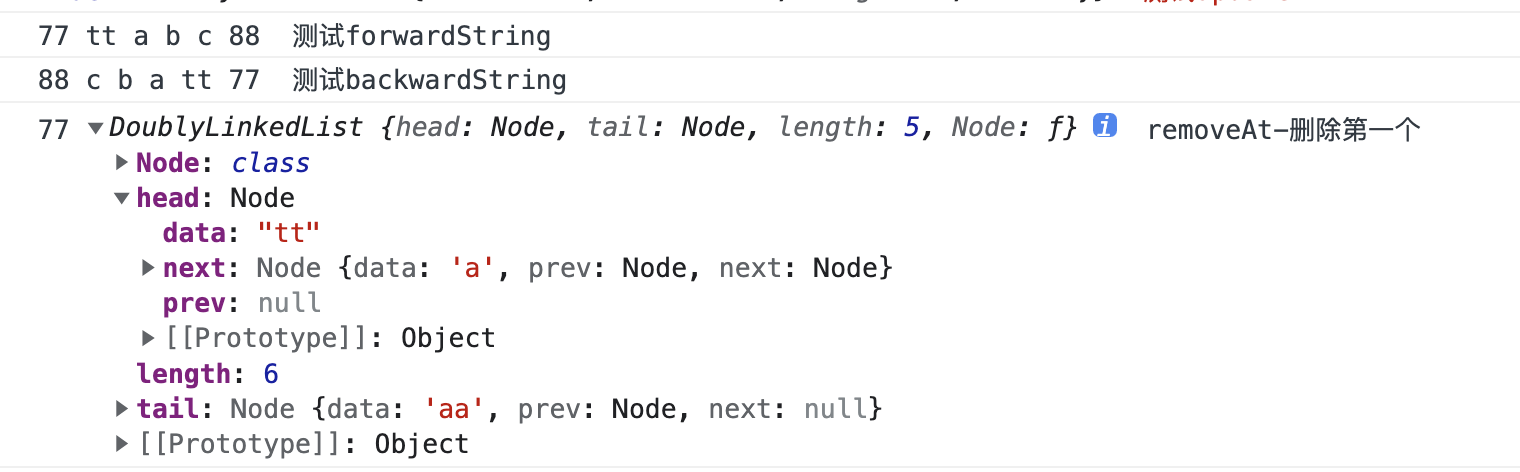 77 tt a b c 88 测试forwardString
88 c b a tt 77 测试backwardString
77 ▼DoublyLinkedList {head: Node, tail: Node, length: 5, Node: ƒ} i removeAt-删除第一个
▶Node: class
▼head: Node
data: "tt"
▶next: Node {data: 'a', prev: Node, next: Node}
prev: null
▶[[Prototype]]: Object
length: 6
▶tail: Node {data: 'aa', prev: Node, next: null}
▶[[Prototype]]: Object